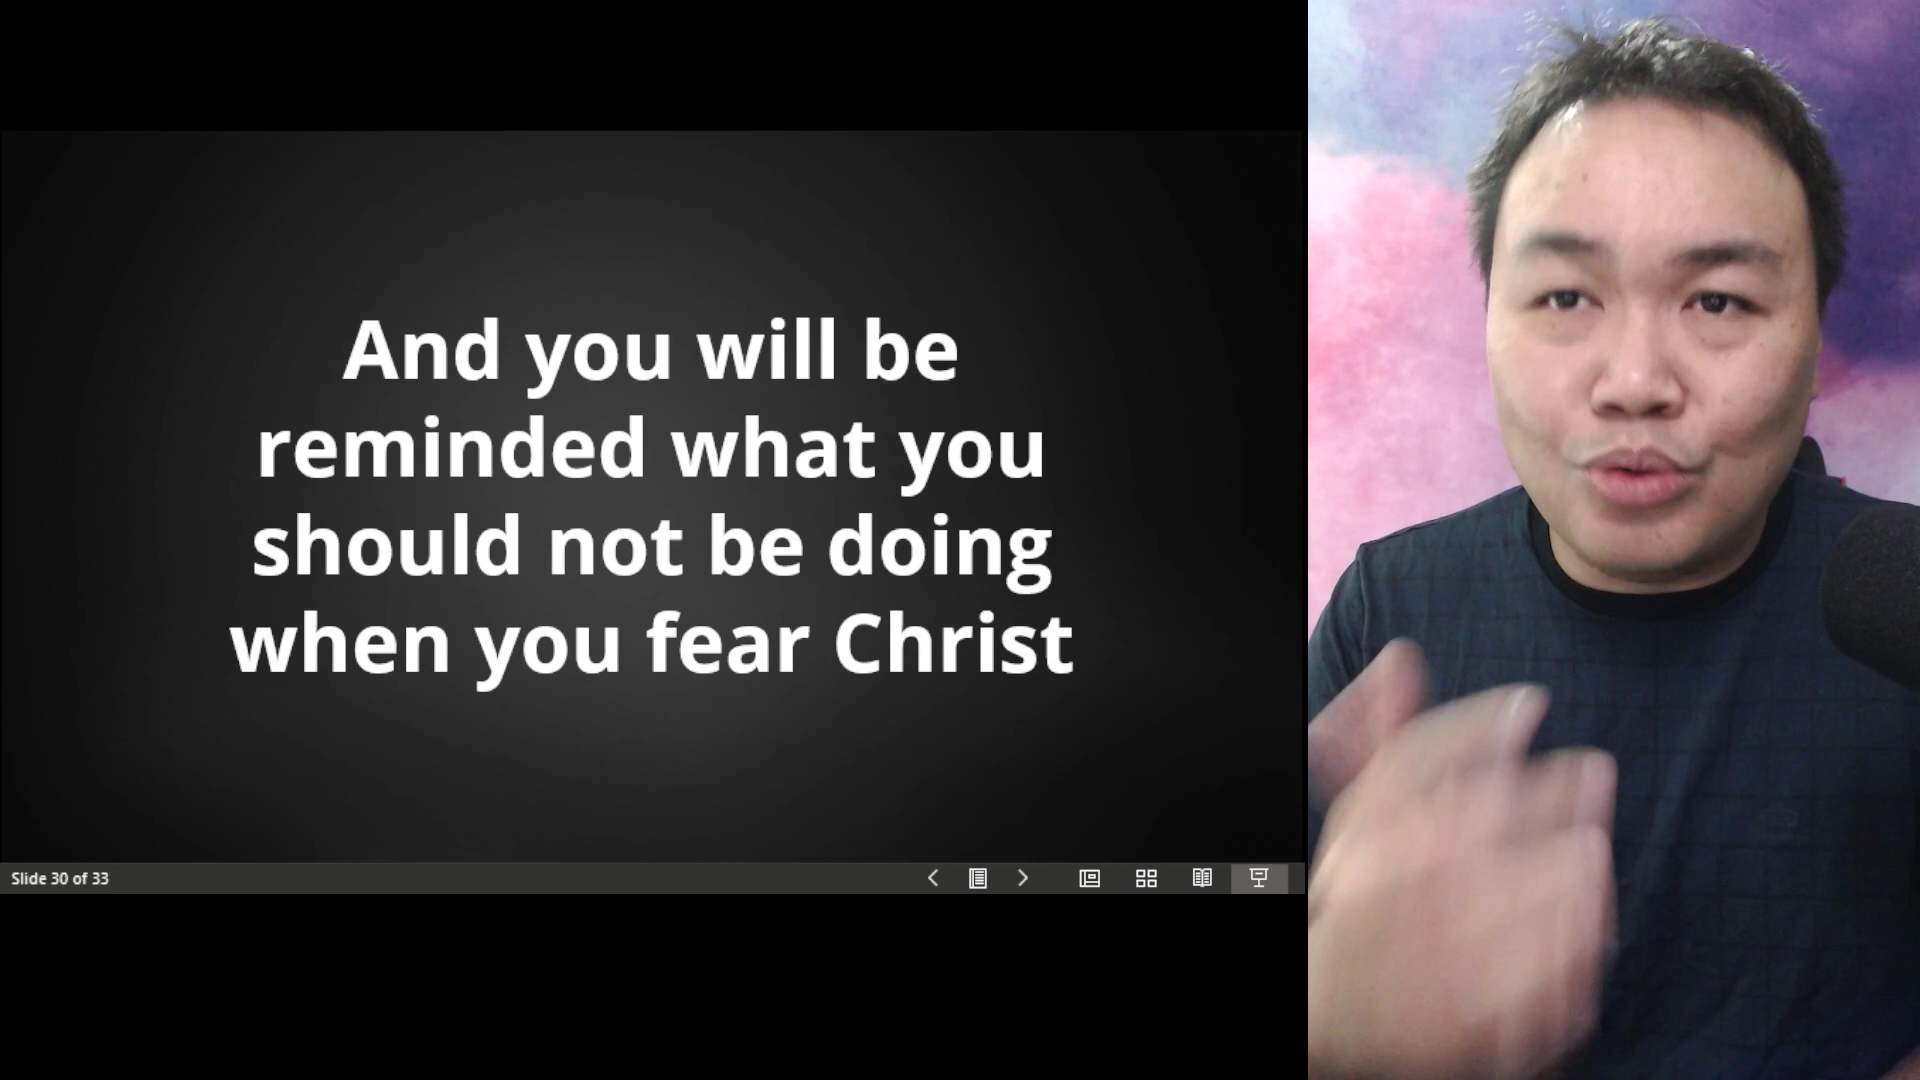 And you will be
reminded what you
should not be doing
when you fear Christ
Slide 30 of 33